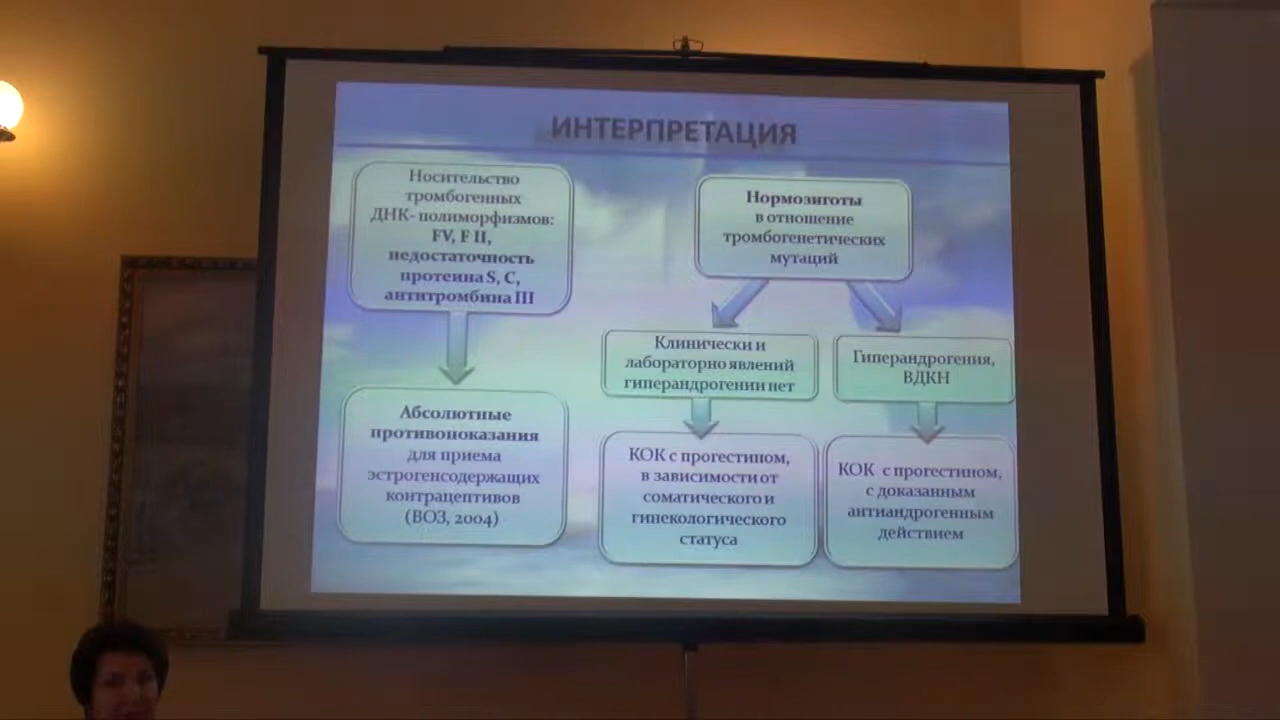 ИНТЕРПРЕТАЦИЯ
Носительство
тромбогенных
ДНК- полиморфизмов:
FV, F II,
недостаточность
протеина S, C,
антитромбина III
Абсолютные
противопоказания
для приема
эстрогенсодержащих
контрацептивов
(ВОЗ, 2004)
Нормозиготы
в отношение
тромбогенетических
мутаций
Клинически и
лабораторно явлений
гиперандрогении нет
КОК с прогестином,
в зависимости от
соматического и
гинекологического
статуса
Гиперандрогения,
ВДКН
КОК с прогестином,
с доказанным
антиандрогенным
действием